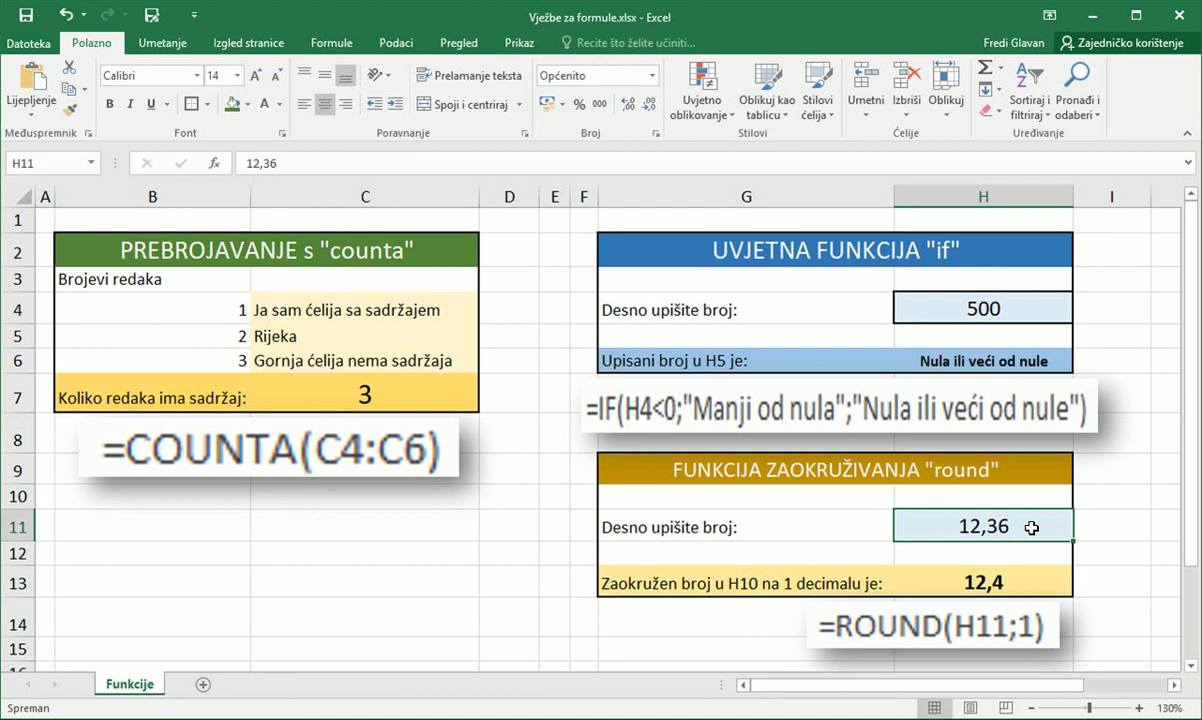 Vježbe za formule.xlsx - Excel
Datoteka Polazno Umetanje Izgled stranice Formule Podaci Pregled Prikaz Recite što želite učiniti... Fredi Glavan Zajedničko korištenje
Lijepljenje
Calibri 14
B I U A
Prelamanje teksta
Spoji i centriraj
Općenito
% 000
Uvjetno oblikovanje
Oblikuj kao tablicu
Stilovi ćelija
Umetni
Izbriši
Oblikuj
Sortiraj i filtriraj
Pronađi i odaberi
Međuspremnik Font Poravnanje Broj Stilovi Ćelije Uređivanje
H11 fx 12,36
A B C D E F G H I
1
2 PREBROJAVANJE s "counta" UVJETNA FUNKCIJA "if"
3 Brojevi redaka
4 1 Ja sam ćelija sa sadržajem Desno upišite broj: 500
5 2 Rijeka
6 3 Gornja ćelija nema sadržaja Upisani broj u H5 je: Nula ili veći od nule
7 Koliko redaka ima sadržaj: 3
=IF(H4<0;"Manji od nula";"Nula ili veći od nule")
8
=COUNTA(C4:C6)
9 FUNKCIJA ZAOKRUŽIVANJA "round"
10
11 Desno upišite broj: 12,36
12
13 Zaokružen broj u H10 na 1 decimalu je: 12,4
14
=ROUND(H11;1)
15
Funkcije
Spreman 130%